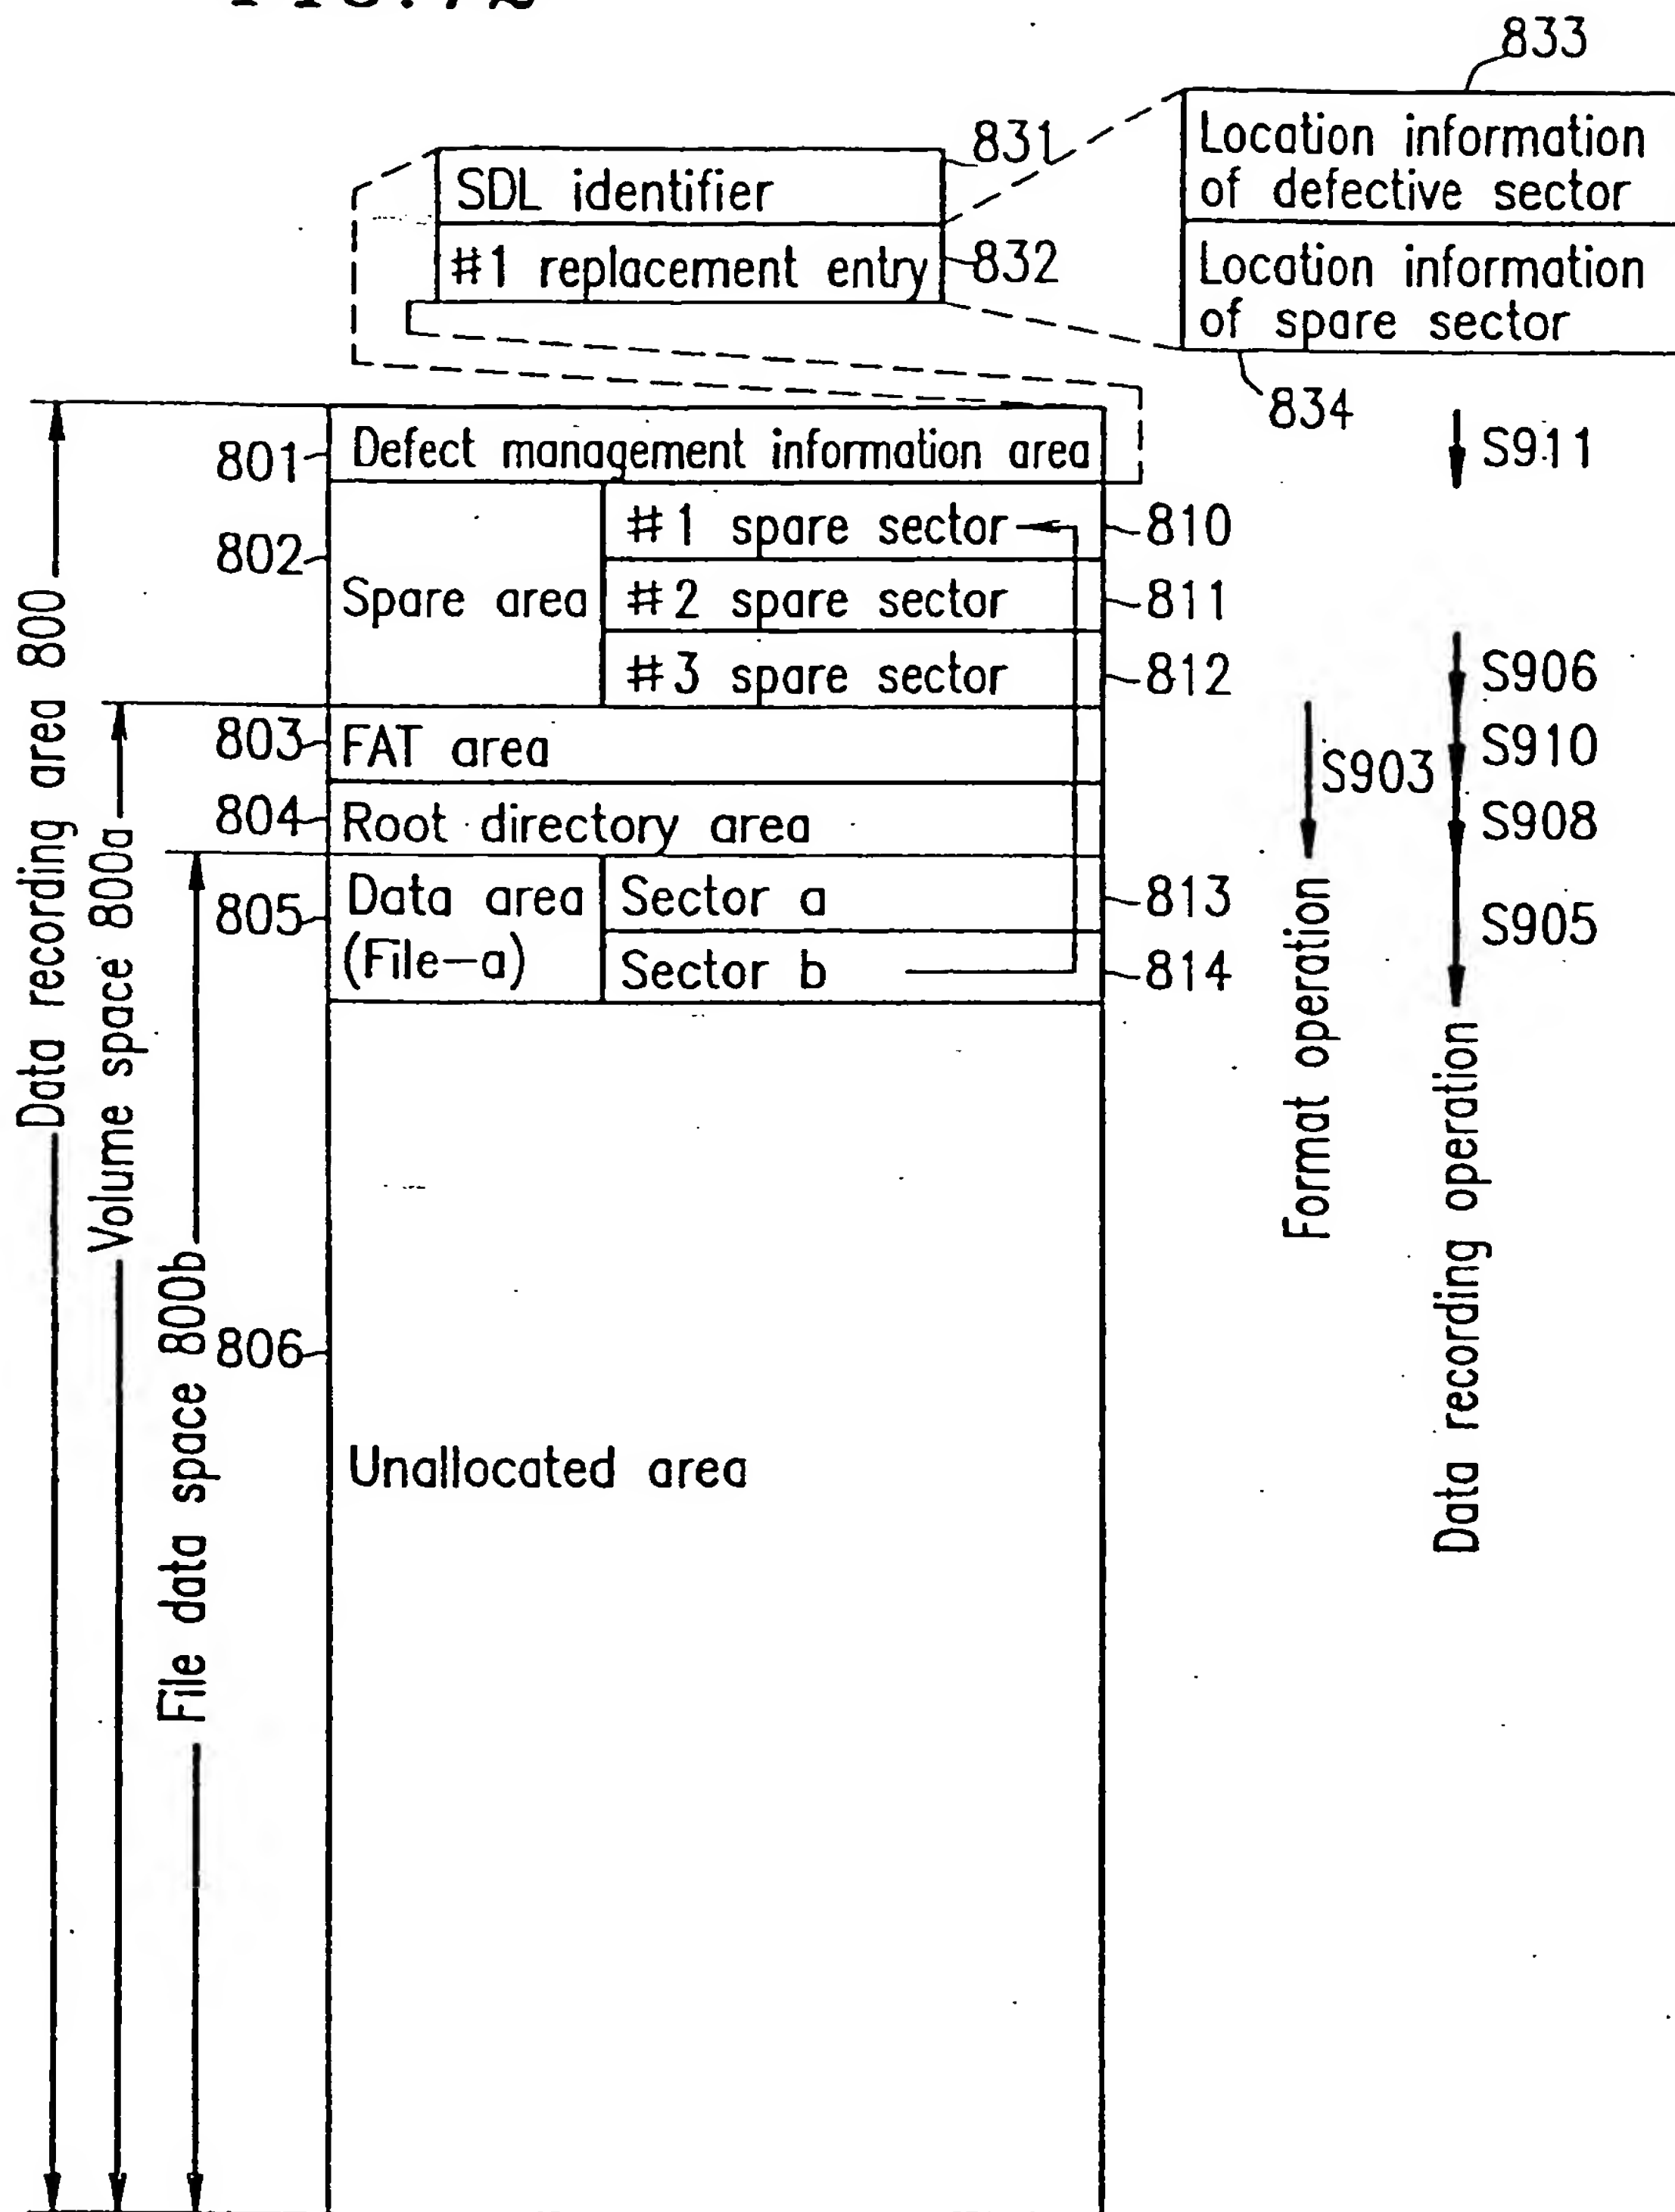 FIG. 72
833
831
Location information
of defective sector
SDL identifier
#1 replacement entry
832
Location information
of spare sector
834
801
Defect management information area
S911
802
Spare area
#1 spare sector
810
#2 spare sector
811
#3 spare sector
812
S906
803
FAT area
S903
S910
804
Root directory area
S908
805
Data area
(File-a)
Sector a
813
Sector b
814
S905
Data recording area 800
Volume space 800a
File data space 800b
806
Unallocated area
Format operation
Data recording operation